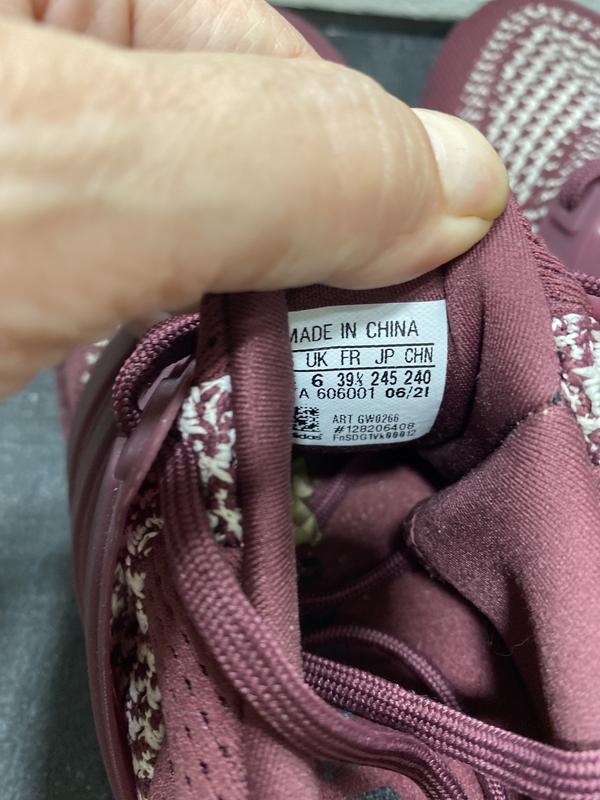 MADE IN CHINA
UK FR JP CHN
6 39⅓ 245 240
A 606001 06/21
ART GW0266
#128206408
FnSDG1Vk00012
adidas